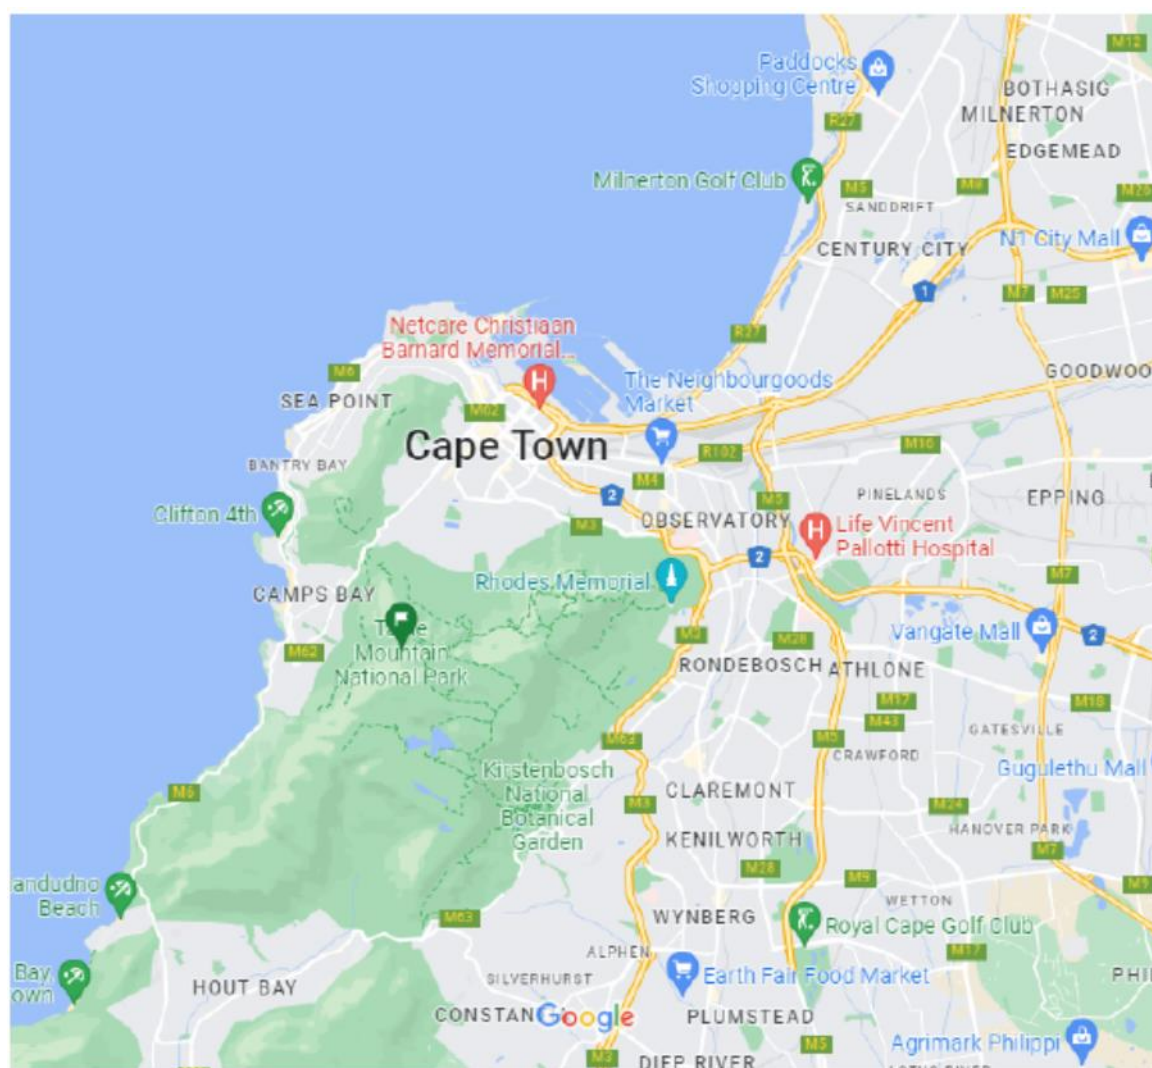 M12
Paddocks
Shopping Centre
BOTHASIG
MILNERTON
R27
EDGEMEAD
Milnerton Golf Club
M5
M8
SANDDRIFT
N1 City Mall
CENTURY CITY
1
M7
M25
Netcare Christiaan
Barnard Memorial...
H
R27
M6
The Neighbourgoods
Market
GOODWOO
SEA POINT
M62
Cape Town
M16
R102
BANTRY BAY
M4
2
M5
PINELANDS
EPPING
Clifton 4th
M3
OBSERVATORY
H
Life Vincent
Pallotti Hospital
2
M7
Rhodes Memorial
CAMPS BAY
Table
Mountain
National Park
M62
M3
M28
Vangate Mall
2
RONDEBOSCH
ATHLONE
M17
M18
M43
GATESVILLE
M63
M5
CRAWFORD
Gugulethu Mall
Kirstenbosch
National
Botanical
Garden
M6
CLAREMONT
M3
M24
HANOVER PARK
KENILWORTH
M7
M28
M9
M9
andudno
Beach
WETTON
M63
WYNBERG
Royal Cape Golf Club
M17
ALPHEN
Bay,
own
HOUT BAY
SILVERHURST
Earth Fair Food Market
PHI
CONSTAN
Google
PLUMSTEAD
M3
DIEP RIVER
M5
Agrimark Philippi